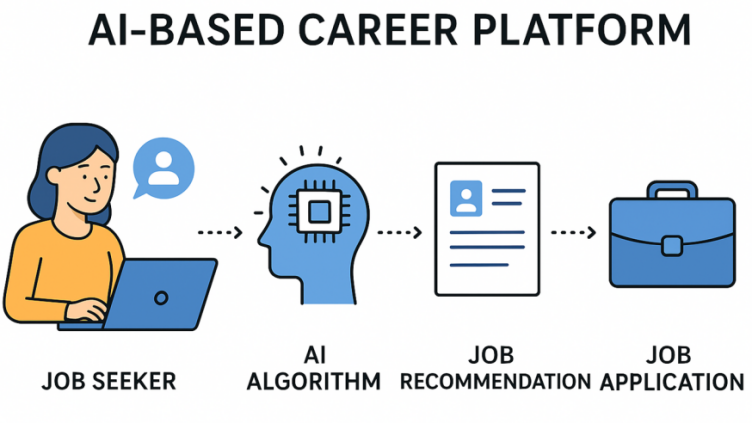 AI-BASED CAREER PLATFORM
JOB SEEKER
AI
ALGORITHM
JOB
RECOMMENDATION
JOB
APPLICATION